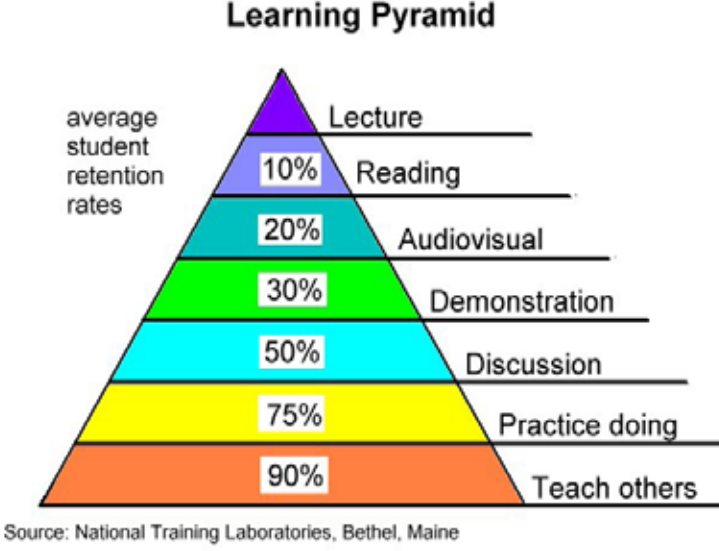 Learning Pyramid
average
student
retention
rates
Lecture
10% Reading
20% Audiovisual
30% Demonstration
50% Discussion
75% Practice doing
90% Teach others
Source: National Training Laboratories, Bethel, Maine